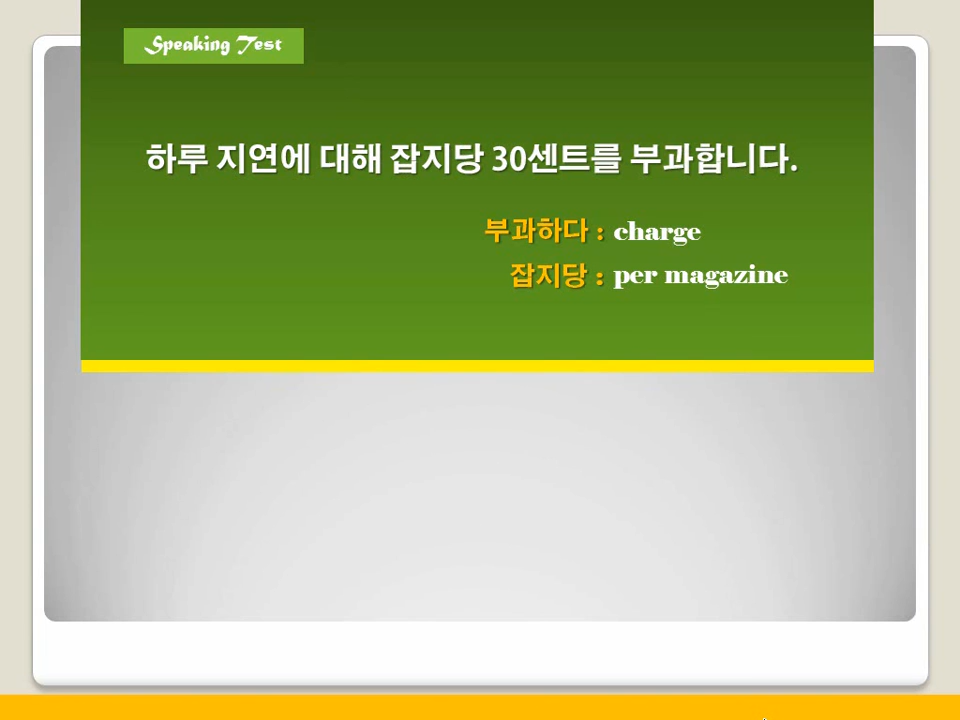 Speaking Test
하루 지연에 대해 잡지당 30센트를 부과합니다.
부과하다 : charge
잡지당 : per magazine